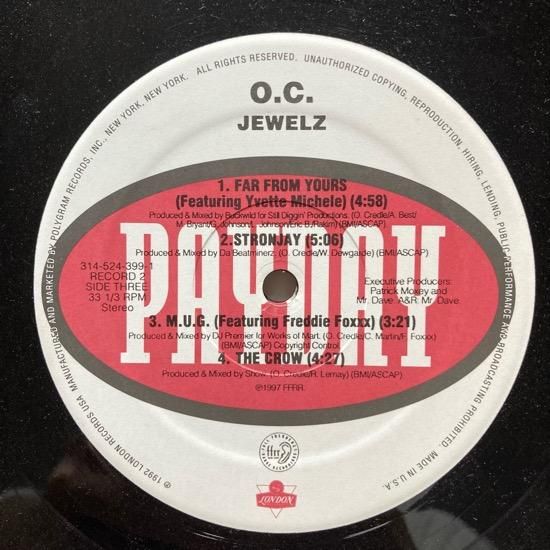 MANUFACTURED AND MARKETED BY POLYGRAM RECORDS, INC., NEW YORK, NEW YORK. ALL RIGHTS RESERVED. UNAUTHORIZED COPYING, REPRODUCTION, HIRING, LENDING, PUBLIC PERFORMANCE AND BROADCASTING PROHIBITED. MADE IN U.S.A.
O.C.
JEWELZ
1. FAR FROM YOURS
(Featuring Yvette Michele) (4:58)
Produced & Mixed by Buckwild for Still Diggin' Productions. (O. Credle/A. Best/
M. Bryant/G. Johnson/L. Johnson/Eric B./Rakim) (BMI/ASCAP)
2.STRONJAY (5:06)
Produced & Mixed by Da Beatminerz. (O. Credle/W. Dewgarde) (BMI/ASCAP)
PAYDAY
314-524-399-1
RECORD 2
SIDE THREE
33 1/3 RPM
Stereo
Executive Producers:
Patrick Moxey and
Mr. Dave. A&R: Mr. Dave.
3. M.U.G. (Featuring Freddie Foxxx) (3:21)
Produced & Mixed by DJ Premier for Works of Mart. (O. Credle/C. Martin/F. Foxxx)
(BMI/ASCAP) Copyright Control
4. THE CROW (4:27)
Produced & Mixed by Show. (O. Credle/R. Lemay) (BMI/ASCAP)
℗1997 FFRR.
ffrr
LONDON
℗ 1992 LONDON RECORDS USA